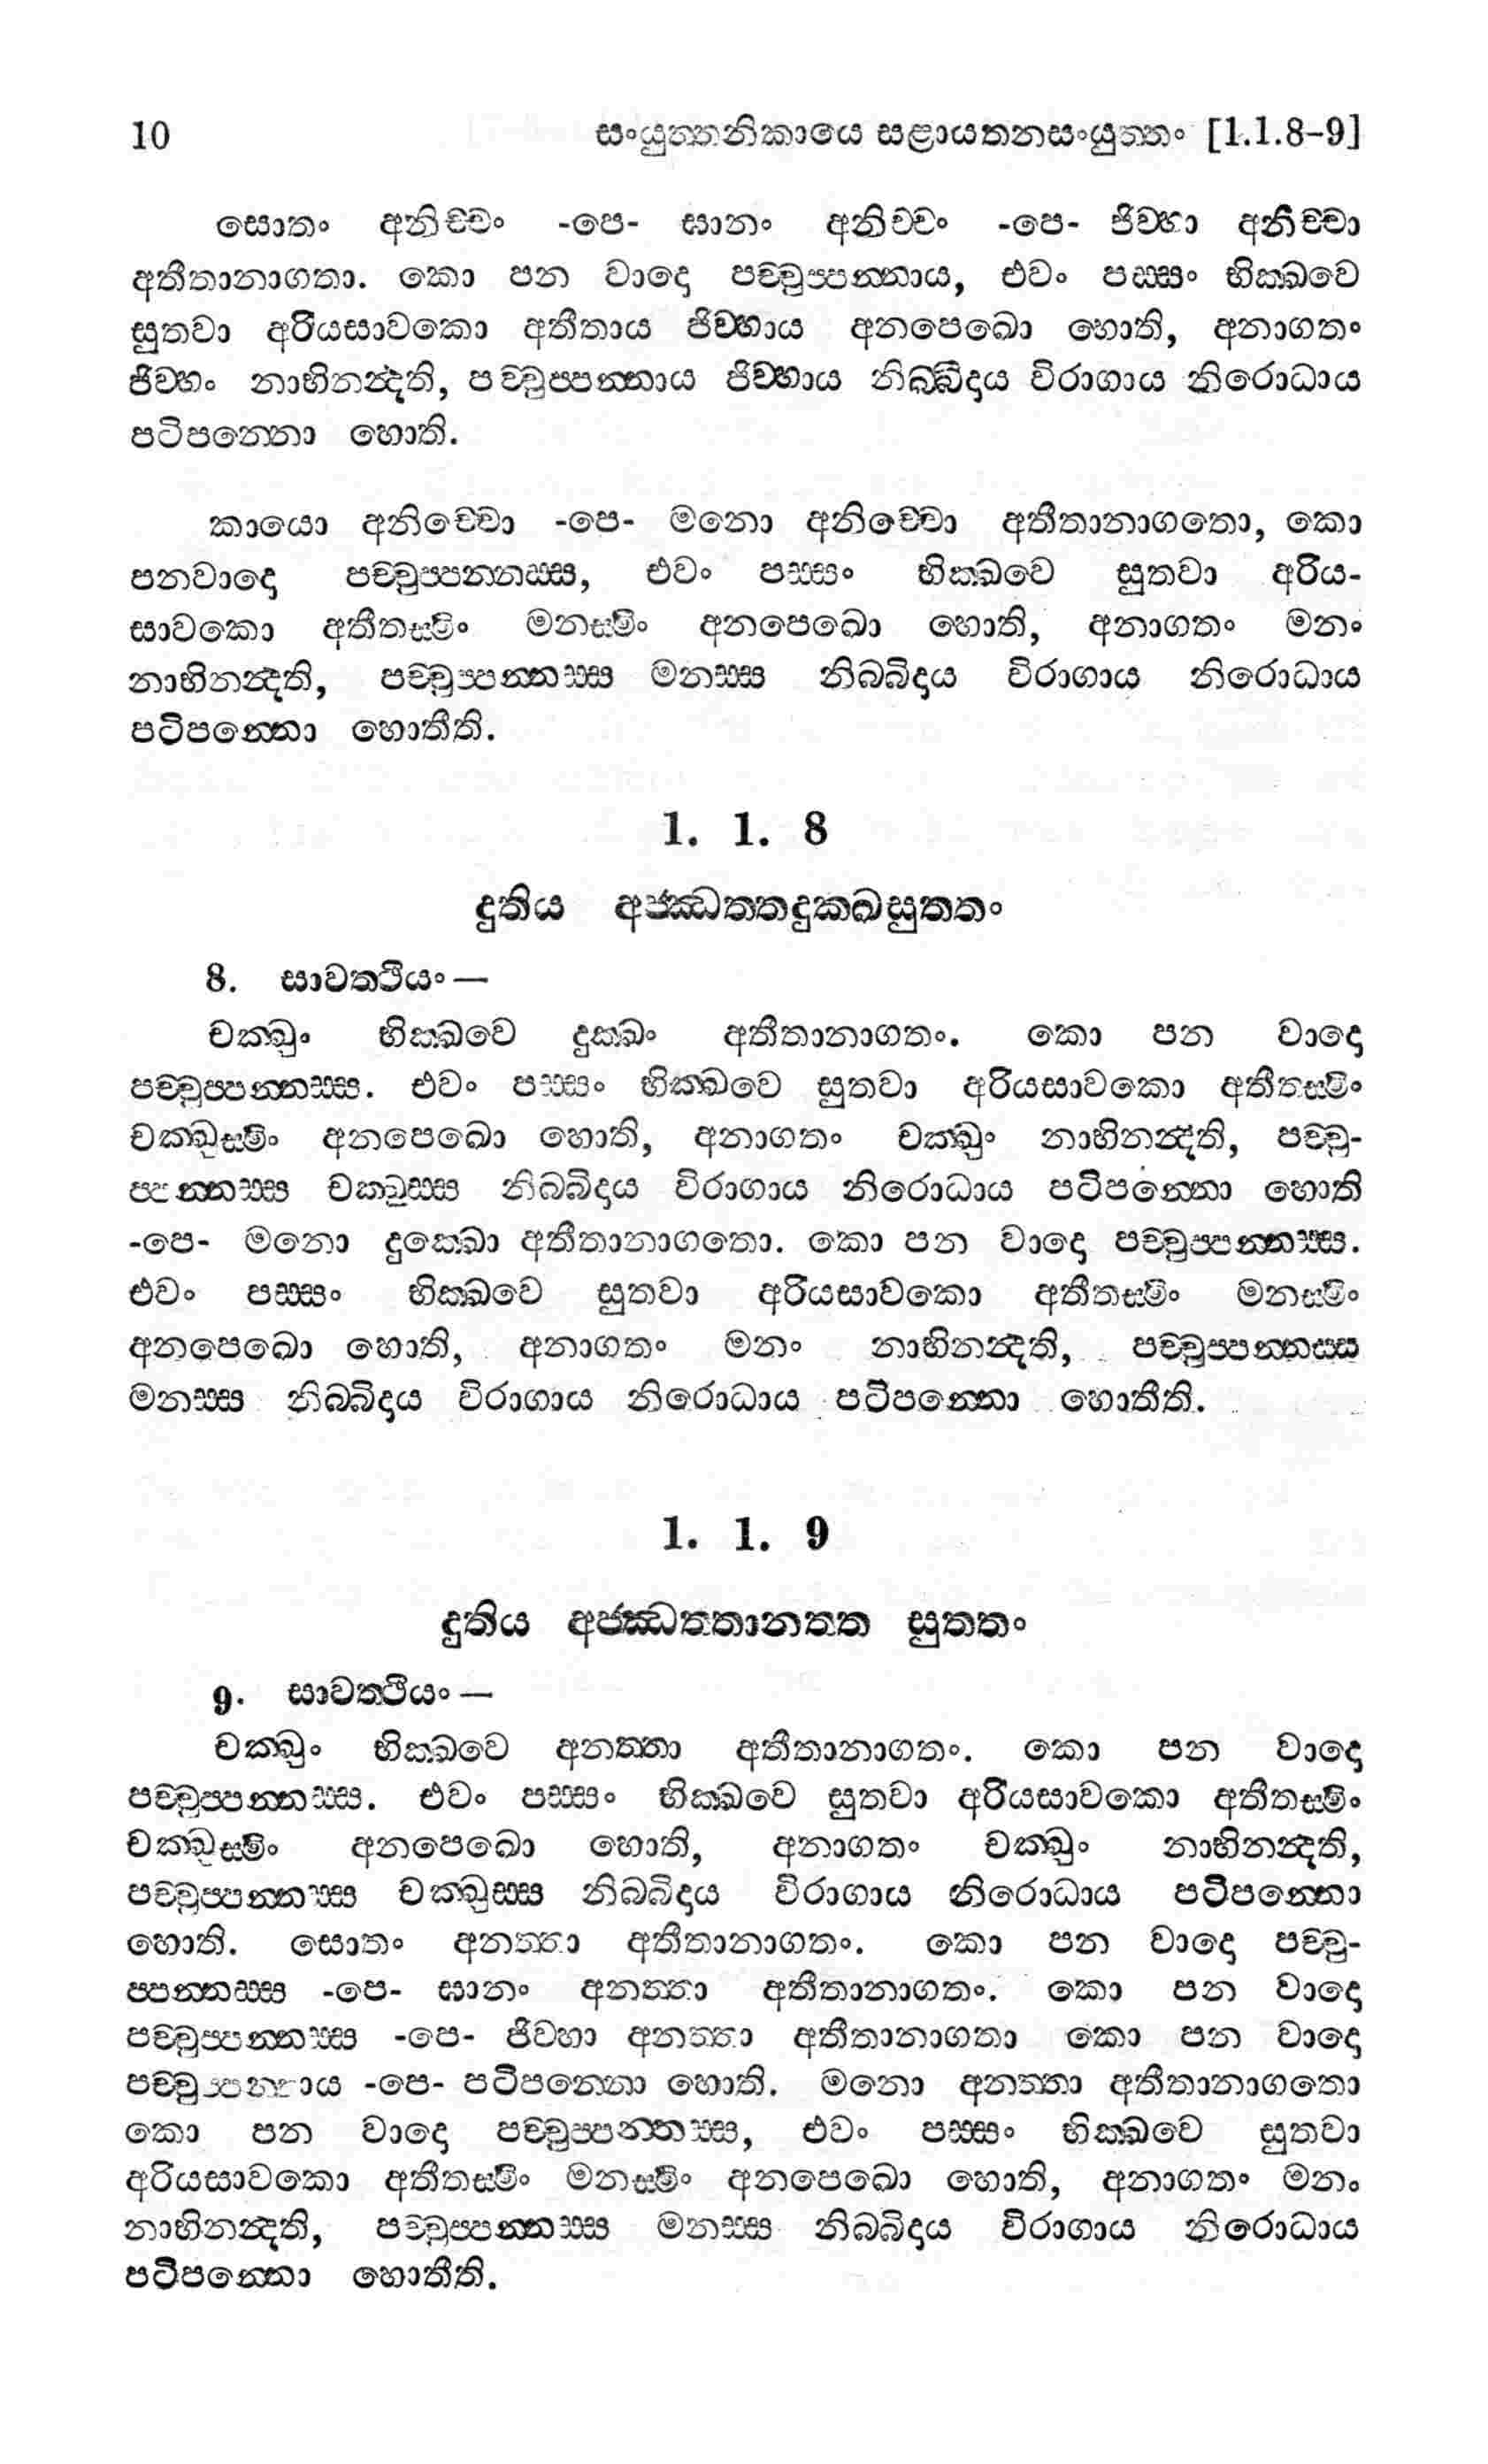 10 සංයුත්තනිකායෙ සළායතනසංයුත්තං [1.1.8-9]
සොතං අනිච්චං -පෙ- ඝානං අනිච්චං -පෙ- ජිව්හා අනිච්චා
අතීතානාගතා. කො පන වාදො පච්චුප්පන්නාය, එවං පස්සං භික්ඛවෙ
සුතවා අරියසාවකො අතීතාය ජිව්හාය අනපෙඛො හොති, අනාගතං
ජිව්හං නාභිනන්දති, පච්චුප්පන්නාය ජිව්හාය නිබ්බිදාය විරාගාය නිරොධාය
පටිපන්නො හොති.
කායො අනිච්චො -පෙ- මනො අනිච්චො අතීතානාගතො, කො
පනවාදො පච්චුප්පන්නස්ස, එවං පස්සං භික්ඛවෙ සුතවා අරිය-
සාවකො අතීතස්මිං මනස්මිං අනපෙඛො හොති, අනාගතං මනං
නාභිනන්දති, පච්චුප්පන්නස්ස මනස්ස නිබ්බිදාය විරාගාය නිරොධාය
පටිපන්නො හොතීති.
1. 1. 8
දුතිය අජ්ඣත්තදුක්ඛසුත්තං
8. සාවත්ථියං —
චක්ඛුං භික්ඛවෙ දුක්ඛං අතීතානාගතං. කො පන වාදො
පච්චුප්පන්නස්ස. එවං පස්සං භික්ඛවෙ සුතවා අරියසාවකො අතීතස්මිං
චක්ඛුස්මිං අනපෙඛො හොති, අනාගතං චක්ඛුං නාභිනන්දති, පච්චු-
ප්පන්නස්ස චක්ඛුස්ස නිබ්බිදාය විරාගාය නිරොධාය පටිපන්නො හොති
-පෙ- මනො දුක්ඛො අතීතානාගතො. කො පන වාදො පච්චුප්පන්නස්ස.
එවං පස්සං භික්ඛවෙ සුතවා අරියසාවකො අතීතස්මිං මනස්මිං
අනපෙඛො හොති, අනාගතං මනං නාභිනන්දති, පච්චුප්පන්නස්ස
මනස්ස නිබ්බිදාය විරාගාය නිරොධාය පටිපන්නො හොතීති.
1. 1. 9
දුතිය අජ්ඣත්තානත්ත සුත්තං
9. සාවත්ථියං —
චක්ඛුං භික්ඛවෙ අනත්තා අතීතානාගතං. කො පන වාදො
පච්චුප්පන්නස්ස. එවං පස්සං භික්ඛවෙ සුතවා අරියසාවකො අතීතස්මිං
චක්ඛුස්මිං අනපෙඛො හොති, අනාගතං චක්ඛුං නාභිනන්දති,
පච්චුප්පන්නස්ස චක්ඛුස්ස නිබ්බිදාය විරාගාය නිරොධාය පටිපන්නො
හොති. සොතං අනත්තා අතීතානාගතං. කො පන වාදො පච්චු-
ප්පන්නස්ස -පෙ- ඝානං අනත්තා අතීතානාගතං. කො පන වාදො
පච්චුප්පන්නස්ස -පෙ- ජිව්හා අනත්තා අතීතානාගතා කො පන වාදො
පච්චුප්පන්නාය -පෙ- පටිපන්නො හොති. මනො අනත්තා අතීතානාගතො
කො පන වාදො පච්චුප්පන්නස්ස, එවං පස්සං භික්ඛවෙ සුතවා
අරියසාවකො අතීතස්මිං මනස්මිං අනපෙඛො හොති, අනාගතං මනං
නාභිනන්දති, පච්චුප්පන්නස්ස මනස්ස නිබ්බිදාය විරාගාය නිරොධාය
පටිපන්නො හොතීති.